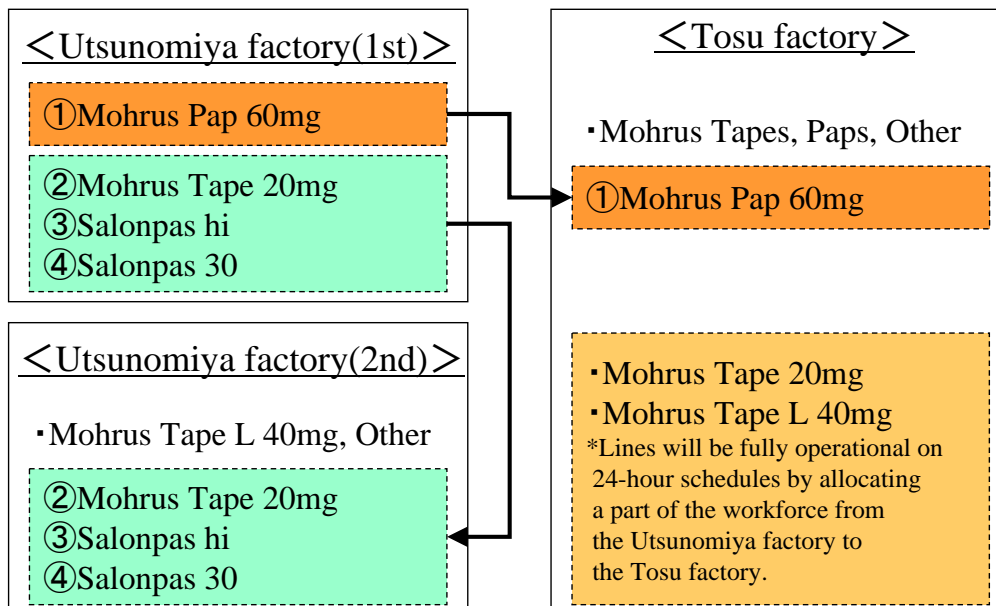 ＜Utsunomiya factory(1st)＞
①Mohrus Pap 60mg
②Mohrus Tape 20mg
③Salonpas hi
④Salonpas 30
＜Utsunomiya factory(2nd)＞
・Mohrus Tape L 40mg, Other
②Mohrus Tape 20mg
③Salonpas hi
④Salonpas 30
＜Tosu factory＞
・Mohrus Tapes, Paps, Other
①Mohrus Pap 60mg
・Mohrus Tape 20mg
・Mohrus Tape L 40mg
*Lines will be fully operational on
24-hour schedules by allocating
a part of the workforce from
the Utsunomiya factory to
the Tosu factory.